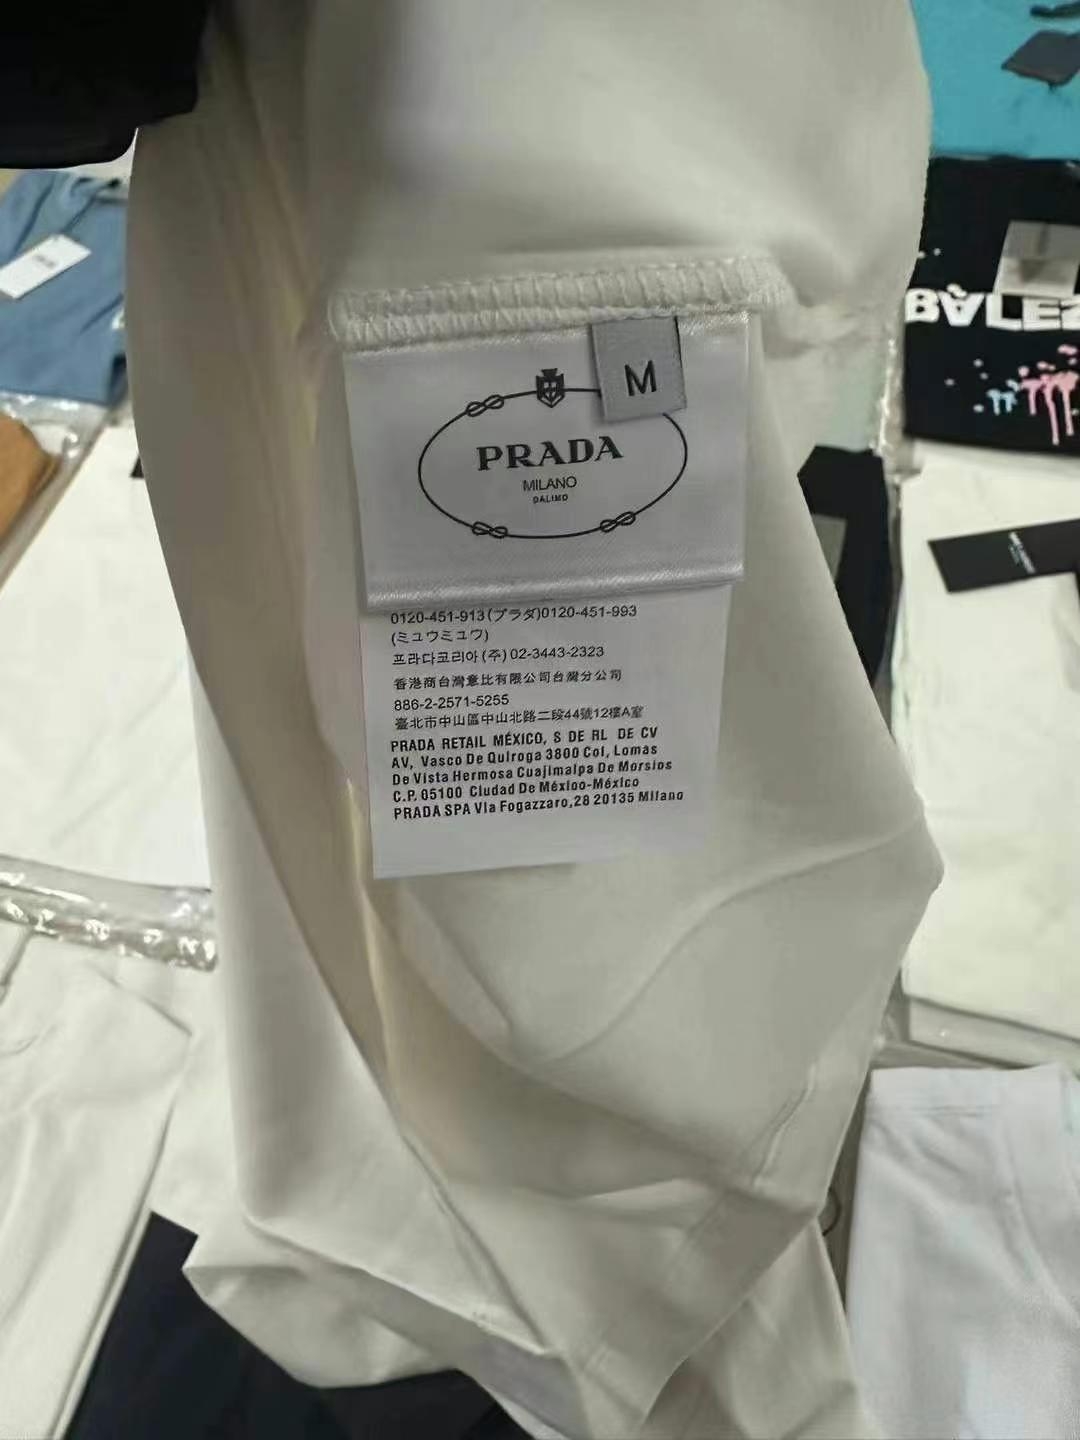 M
PRADA
MILANO
DALIMO
0120-451-913(プラダ)0120-451-993
(ミュウミュウ)
프라다코리아(주)02-3443-2323
香港商台灣意比有限公司台灣分公司
886-2-2571-5255
臺北市中山區中山北路二段44號12樓A室
PRADA RETAIL MÉXICO, S DE RL DE CV
AV, Vasco De Quiroga 3800 Col, Lomas
De Vista Hermosa Cuajimalpa De Morsios
C.P. 05100 Ciudad De Méxioo-México
PRADA SPA Via Fogazzaro,28 20135 Milano
BALEZ